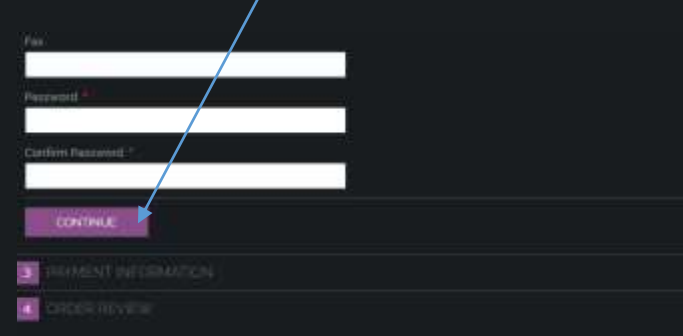 Fax
Password *
Confirm Password *
CONTINUE
3 PAYMENT INFORMATION
4 ORDER REVIEW